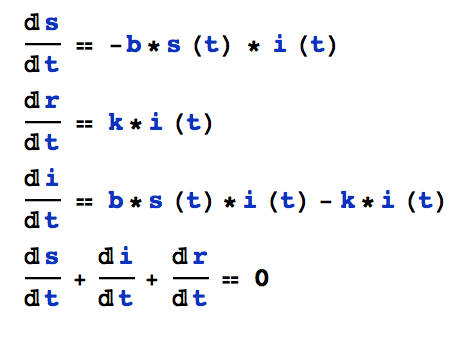 ⅆs/ⅆt == -b*s (t) * i (t)
ⅆr/ⅆt == k*i (t)
ⅆi/ⅆt == b*s (t)*i (t) - k*i (t)
ⅆs/ⅆt + ⅆi/ⅆt + ⅆr/ⅆt == 0